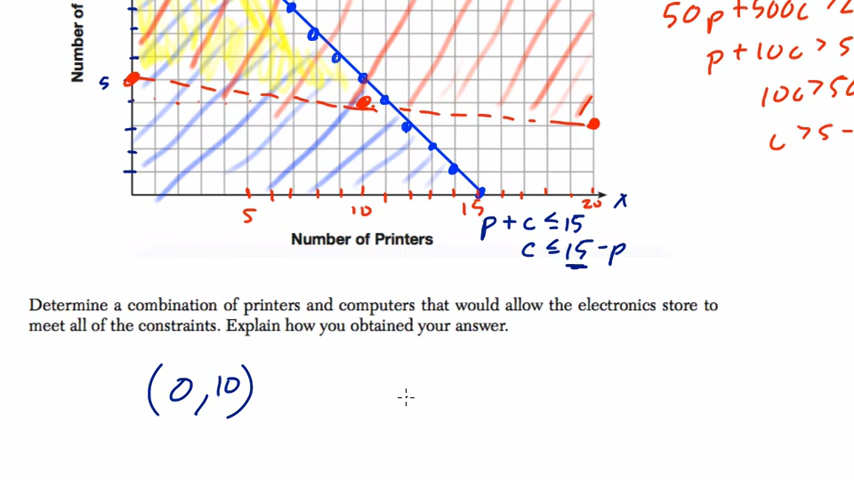 Number of
50p+500c
p+10c>5
10c>50
c>5-
5
5
10
15
20
x
p+c≤15
c≤15-p
Number of Printers
Determine a combination of printers and computers that would allow the electronics store to
meet all of the constraints. Explain how you obtained your answer.
(0,10)